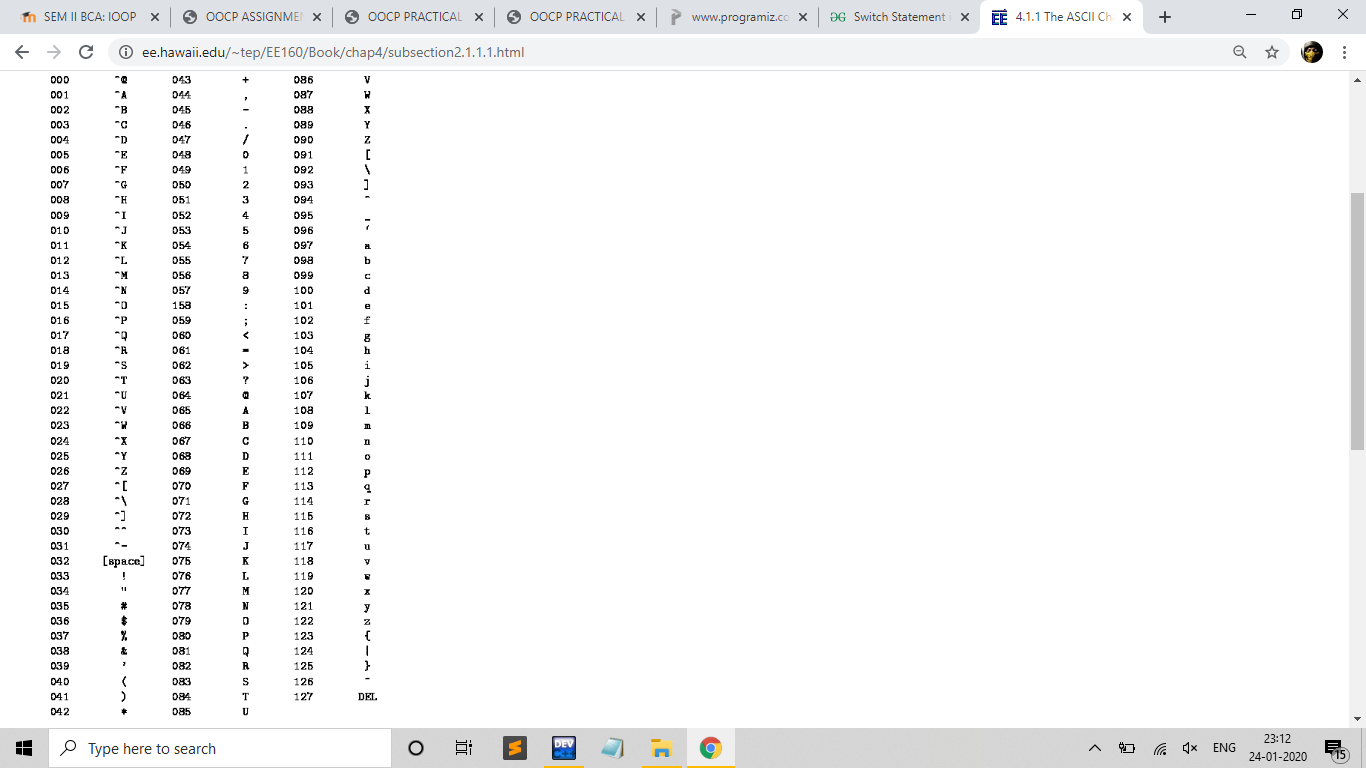 SEM II BCA: IOOP
OOCP ASSIGNME
OOCP PRACTICAL
OOCP PRACTICAL
www.programiz.co
Switch Statement
4.1.1 The ASCII Ch
ee.hawaii.edu/~tep/EE160/Book/chap4/subsection2.1.1.1.html
000 ^@ 043 + 086 V
001 ^A 044 , 087 W
002 ^B 045 - 088 X
003 ^C 046 . 089 Y
004 ^D 047 / 090 Z
005 ^E 048 0 091 [
006 ^F 049 1 092 \
007 ^G 050 2 093 ]
008 ^H 051 3 094 ^
009 ^I 052 4 095 _
010 ^J 053 5 096 ‘
011 ^K 054 6 097 a
012 ^L 055 7 098 b
013 ^M 056 8 099 c
014 ^N 057 9 100 d
015 ^O 158 : 101 e
016 ^P 059 ; 102 f
017 ^Q 060 < 103 g
018 ^R 061 = 104 h
019 ^S 062 > 105 i
020 ^T 063 ? 106 j
021 ^U 064 @ 107 k
022 ^V 065 A 108 l
023 ^W 066 B 109 m
024 ^X 067 C 110 n
025 ^Y 068 D 111 o
026 ^Z 069 E 112 p
027 ^[ 070 F 113 q
028 ^\ 071 G 114 r
029 ^] 072 H 115 s
030 ^^ 073 I 116 t
031 ^- 074 J 117 u
032 [space] 075 K 118 v
033 ! 076 L 119 w
034 " 077 M 120 x
035 # 078 N 121 y
036 $ 079 O 122 z
037 % 080 P 123 {
038 & 081 Q 124 |
039 ' 082 R 125 }
040 ( 083 S 126 ~
041 ) 084 T 127 DEL
042 * 085 U
Type here to search
DEV
ENG
23:12
24-01-2020
15